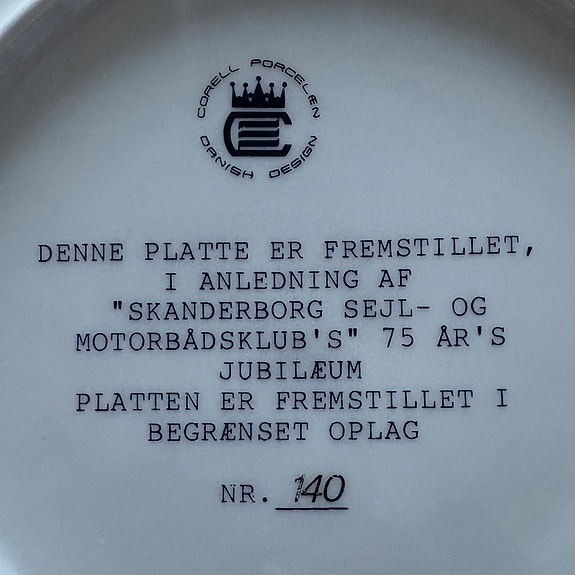 CORELL PORCELÆN
DANISH DESIGN
DENNE PLATTE ER FREMSTILLET,
I ANLEDNING AF
"SKANDERBORG SEJL- OG
MOTORBÅDSKLUB'S" 75 ÅR'S
JUBILÆUM
PLATTEN ER FREMSTILLET I
BEGRÆNSET OPLAG
NR. 140